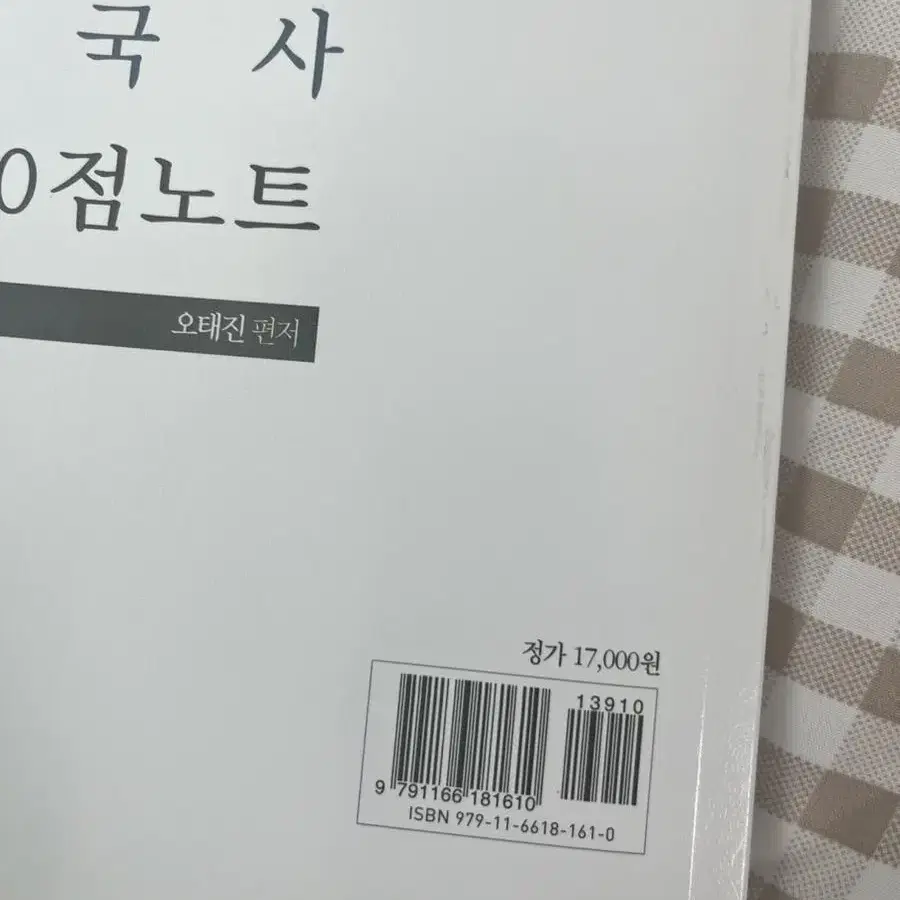 국 사
0점노트
오태진 편저
정가 17,000원
13910
9 791166 181610
ISBN 979-11-6618-161-0